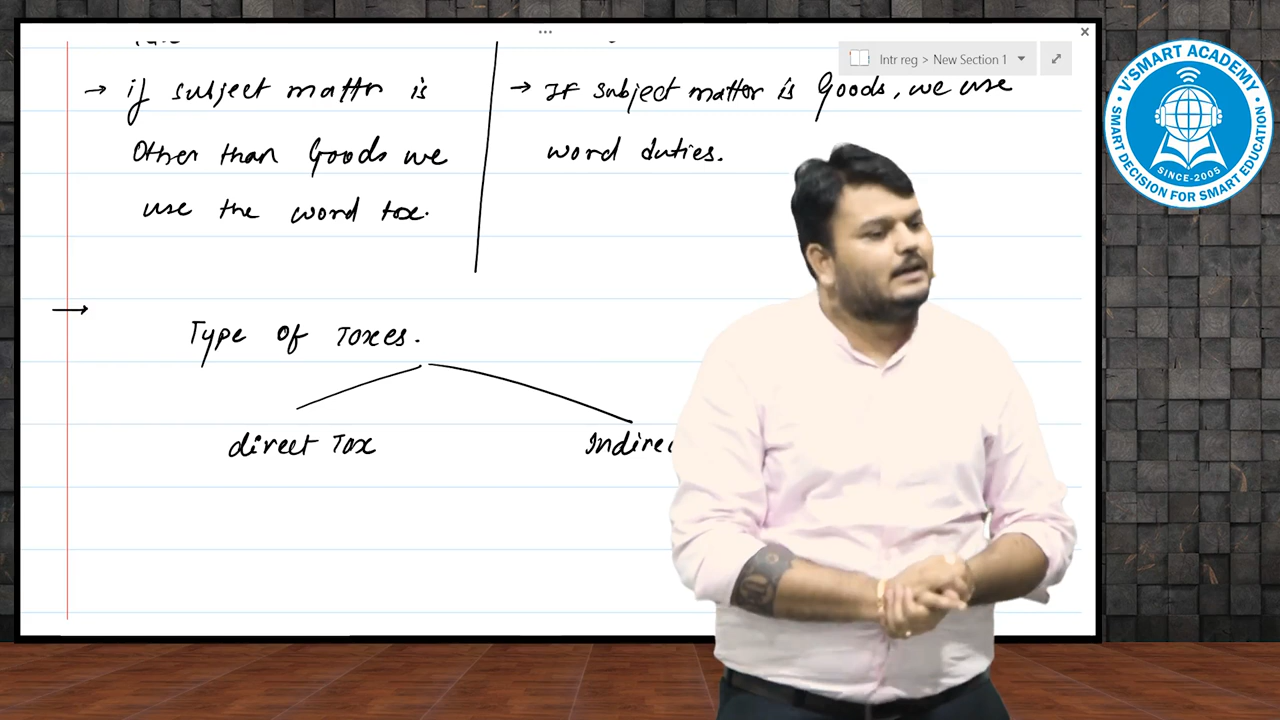 Intr reg > New Section 1
→ if subject matter is
Other than Goods we
use the word tax.
→ If subject matter is Goods, we use
word duties.
→
Type of Taxes.
direct Tax
Indirec
V'SMART ACADEMY
SINCE-2005
SMART DECISION FOR SMART EDUCATION